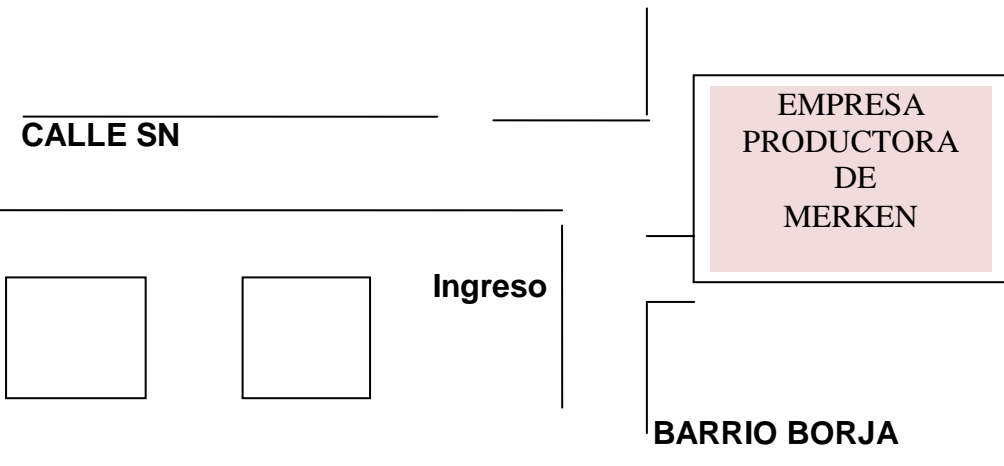 CALLE SN
EMPRESA
PRODUCTORA
DE
MERKEN
Ingreso
BARRIO BORJA